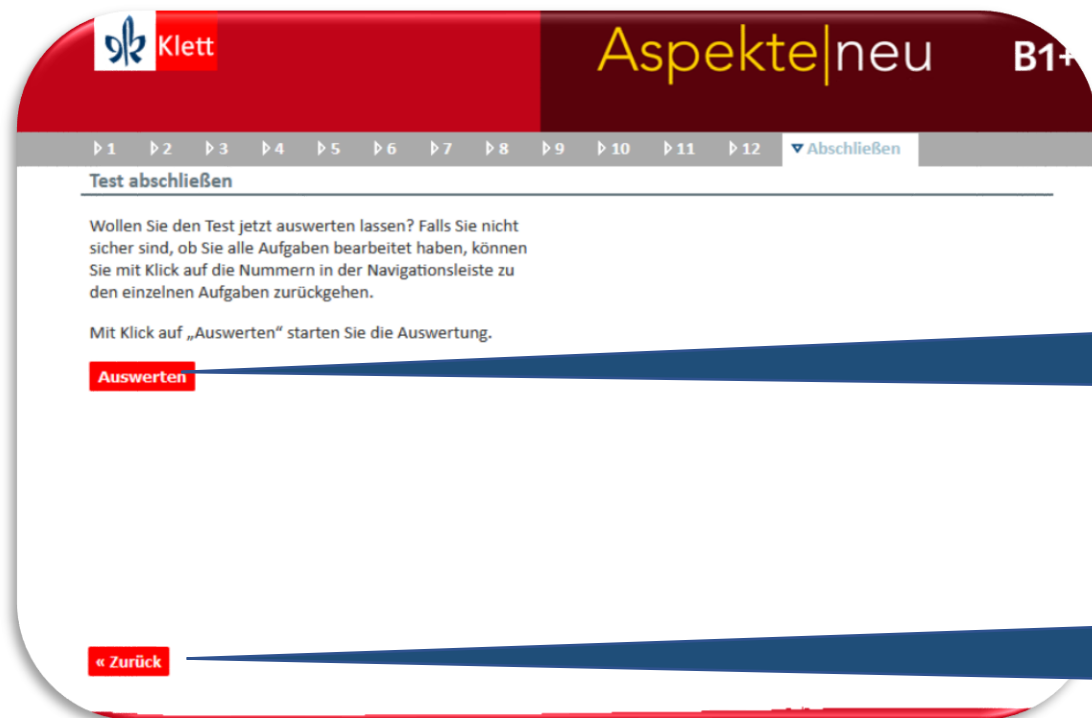 Klett
Aspekte|neu B1+
1 2 3 4 5 6 7 8 9 10 11 12 Abschließen
Test abschließen
Wollen Sie den Test jetzt auswerten lassen? Falls Sie nicht
sicher sind, ob Sie alle Aufgaben bearbeitet haben, können
Sie mit Klick auf die Nummern in der Navigationsleiste zu
den einzelnen Aufgaben zurückgehen.
Mit Klick auf „Auswerten“ starten Sie die Auswertung.
Auswerten
« Zurück